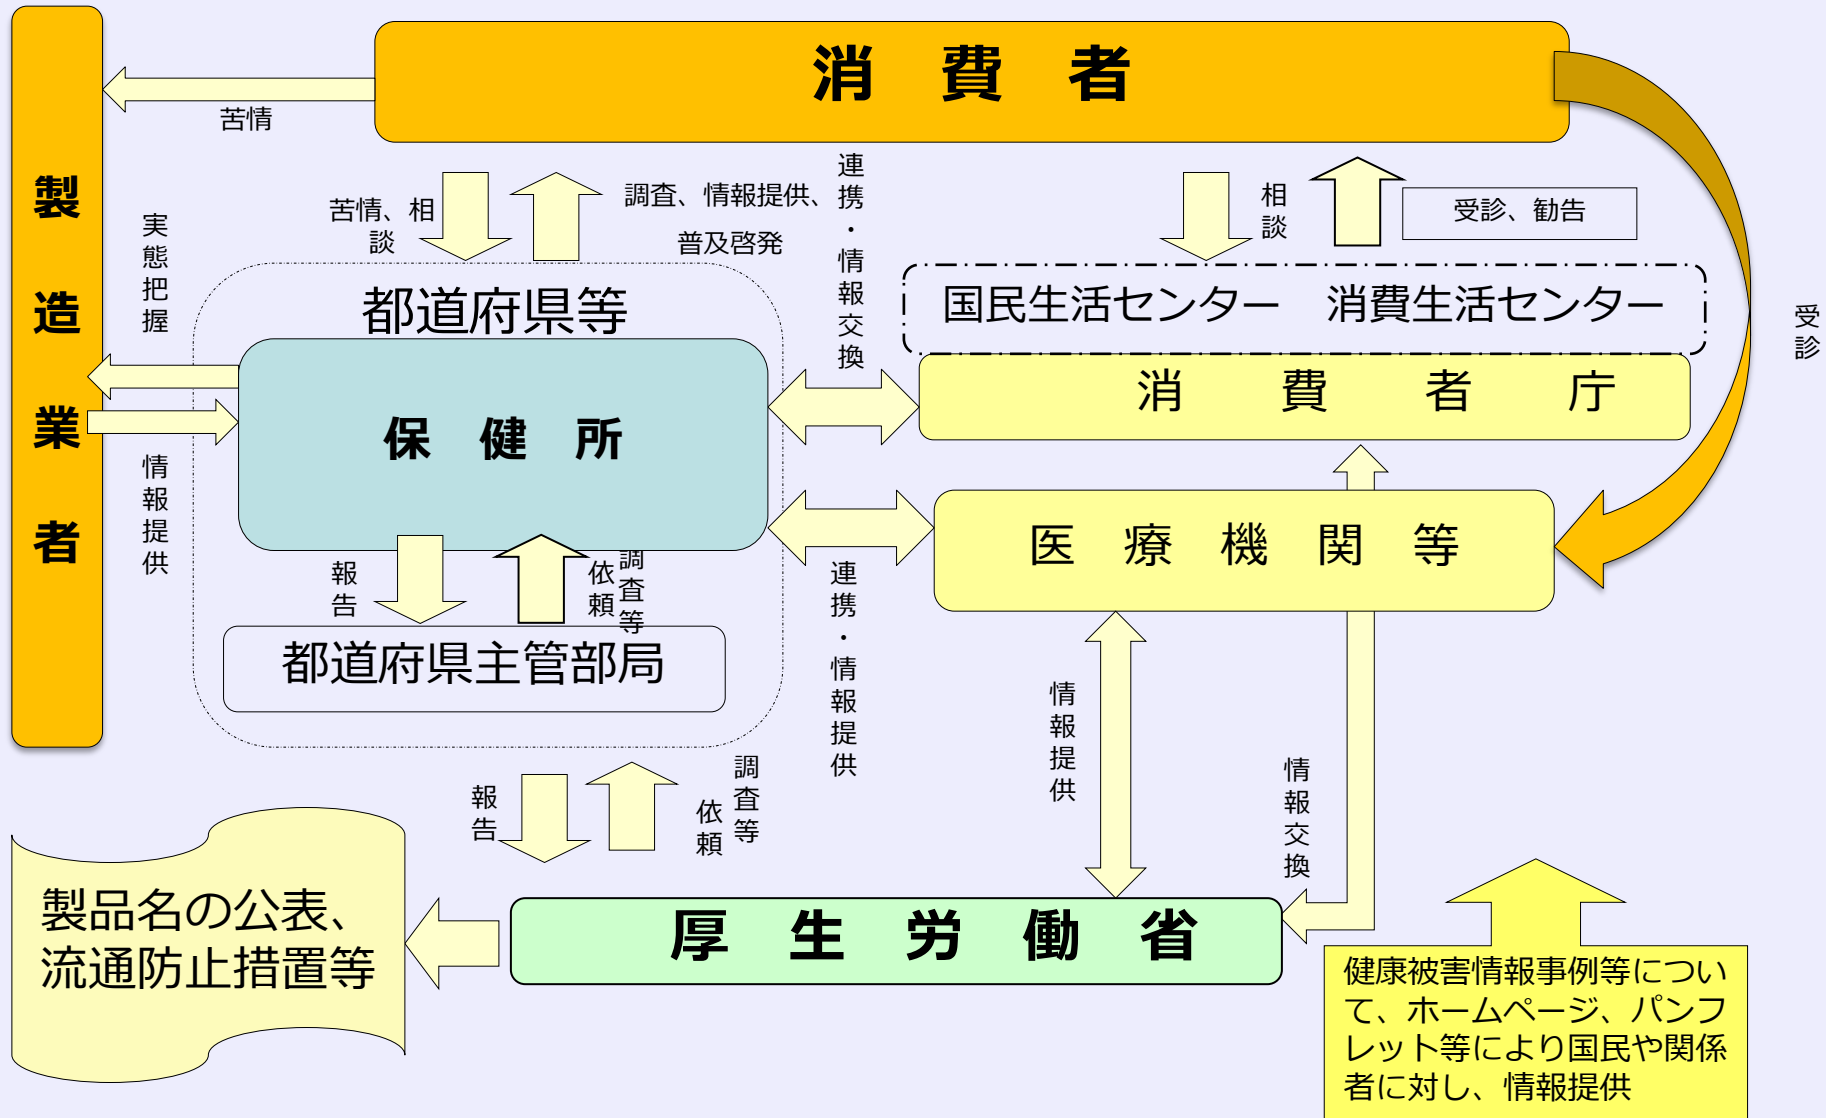 消　費　者
苦情
製造業者
実態把握
情報提供
苦情、相
談
調査、情報提供、
普及啓発
連携・情報交換
相談
受診、勧告
受診
都道府県等
保　健　所
国民生活センター　消費生活センター
消　費　者　庁
医　療　機　関　等
報告
依頼
調査等
都道府県主管部局
連携・情報提供
情報提供
情報交換
報告
依頼
調査等
厚　生　労　働　省
製品名の公表、
流通防止措置等
健康被害情報事例等につい
て、ホームページ、パンフ
レット等により国民や関係
者に対し、情報提供